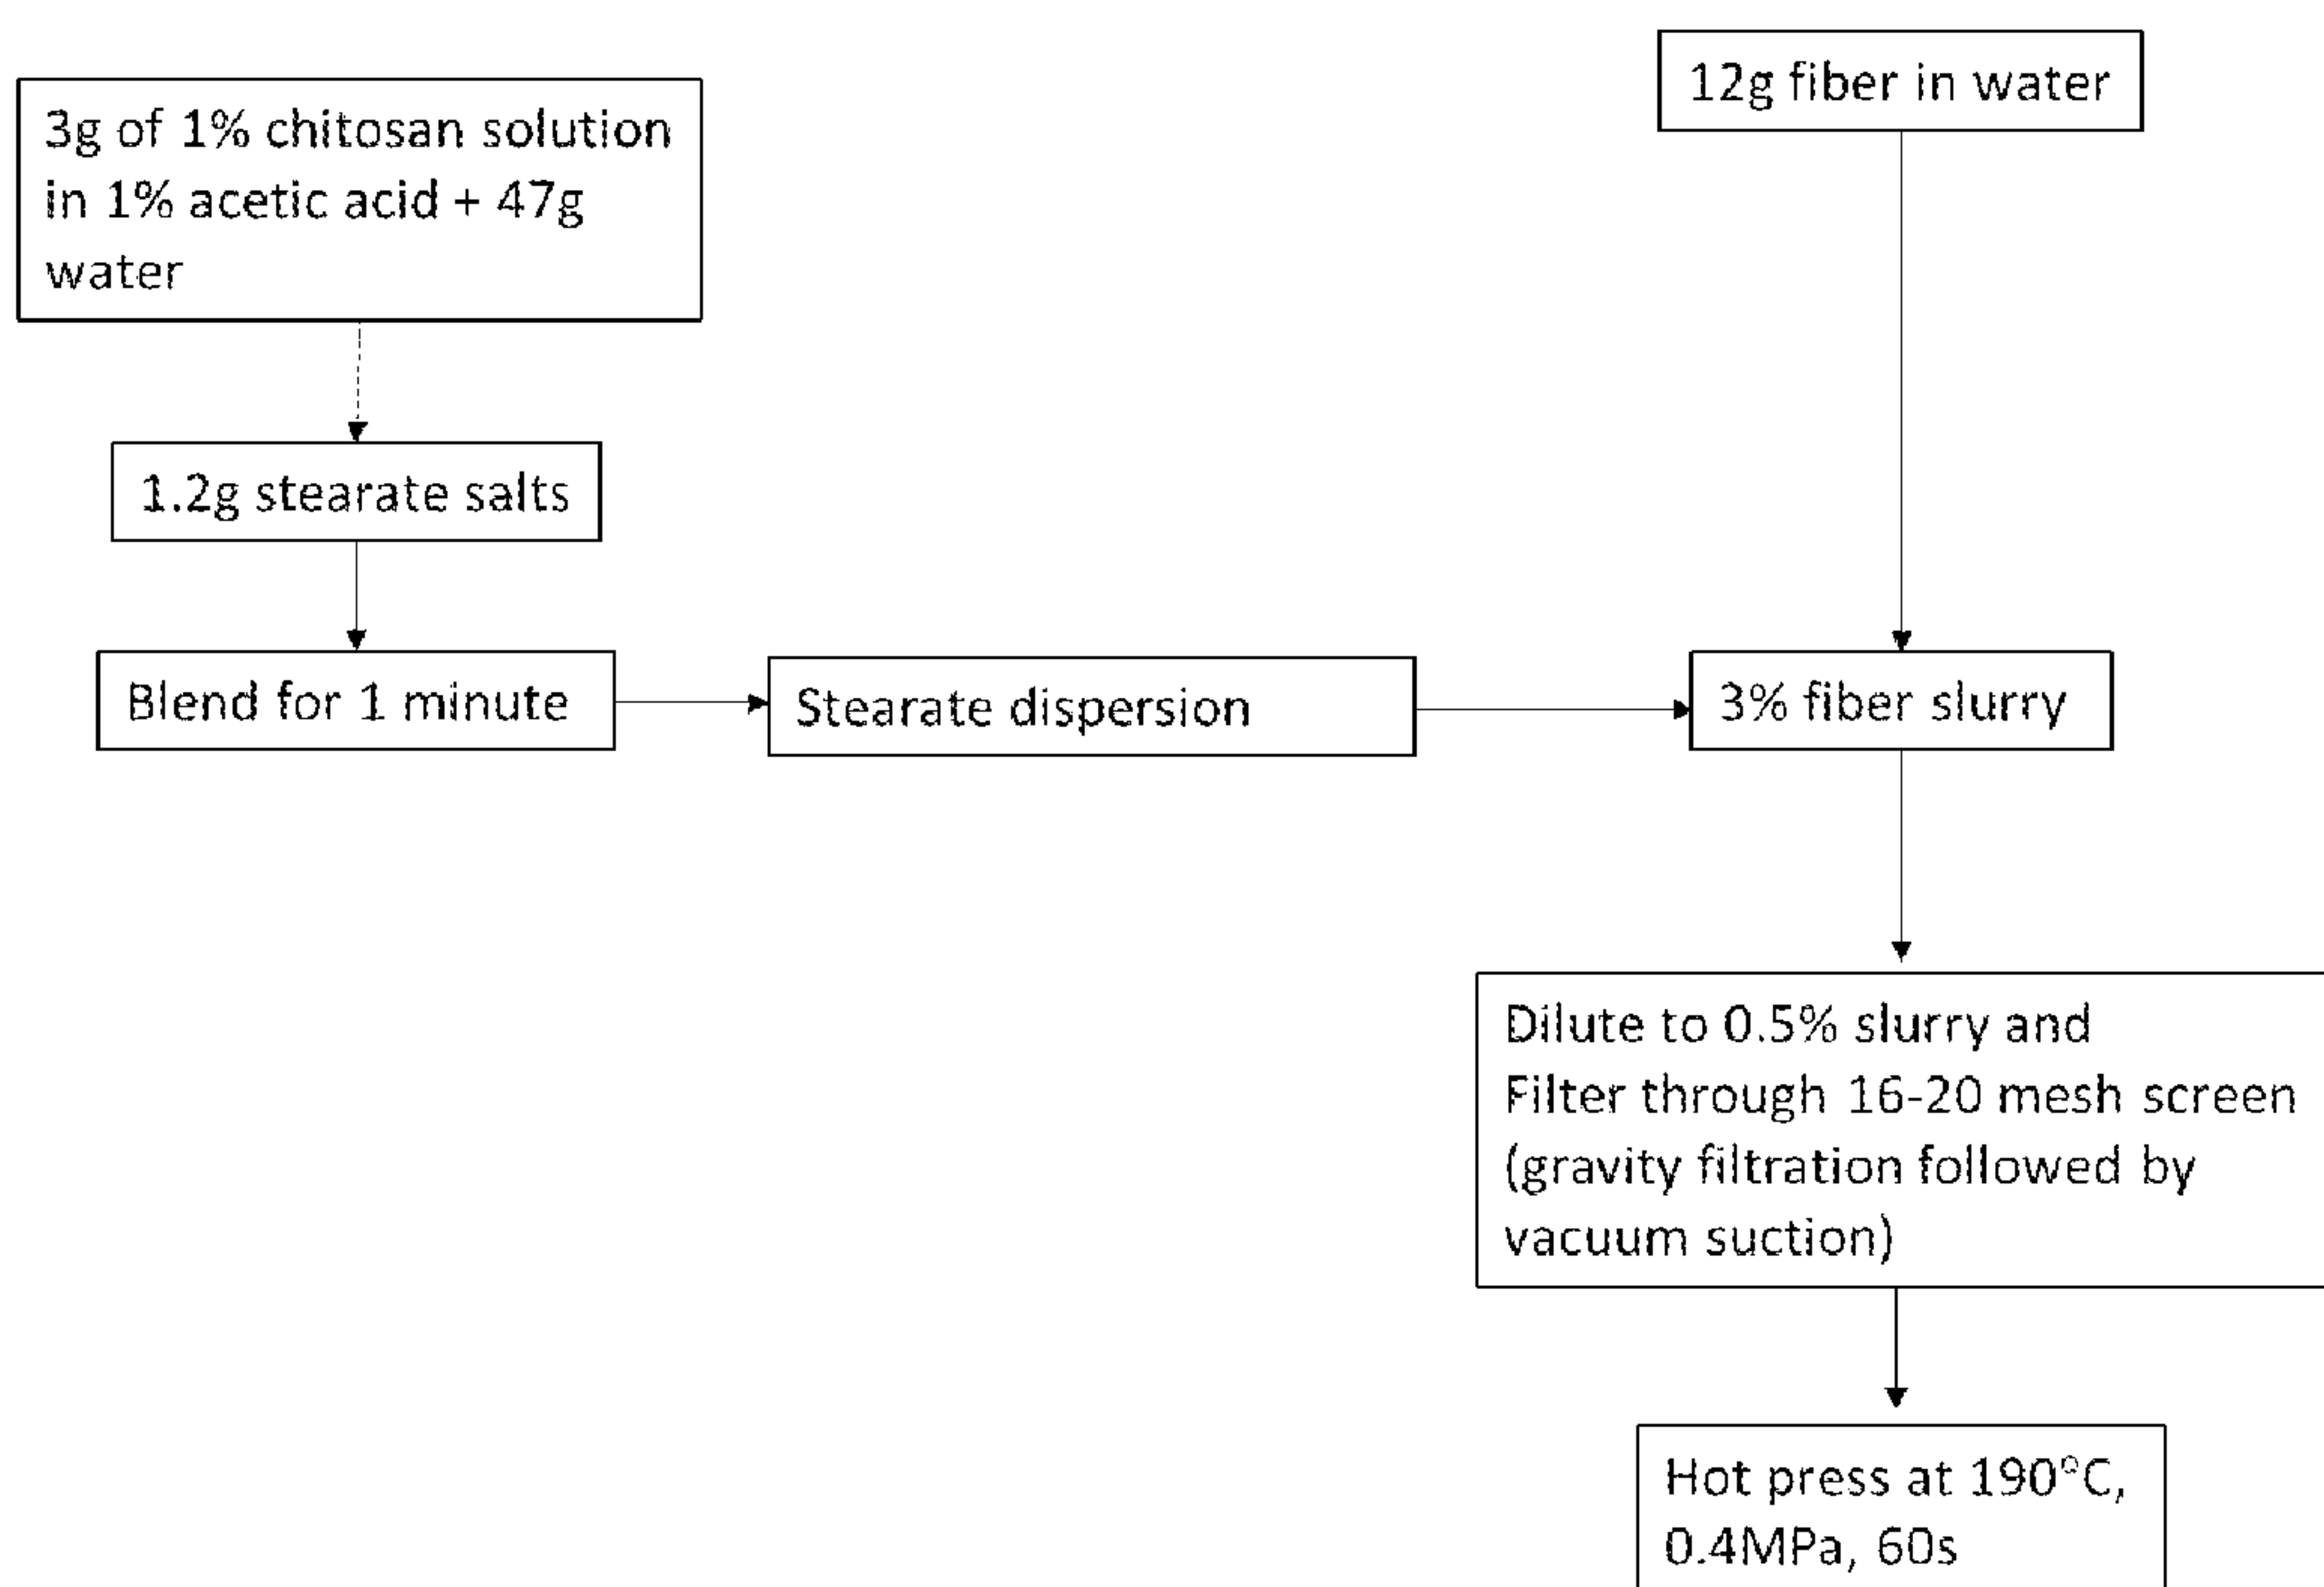 12g fiber in water
3g of 1% chitosan solution
in 1% acetic acid + 47g
water
1.2g stearate salts
Blend for 1 minute
Stearate dispersion
3% fiber slurry
Dilute to 0.5% slurry and
Filter through 16-20 mesh screen
(gravity filtration followed by
vacuum suction)
Hot press at 190°C,
0.4MPa, 60s